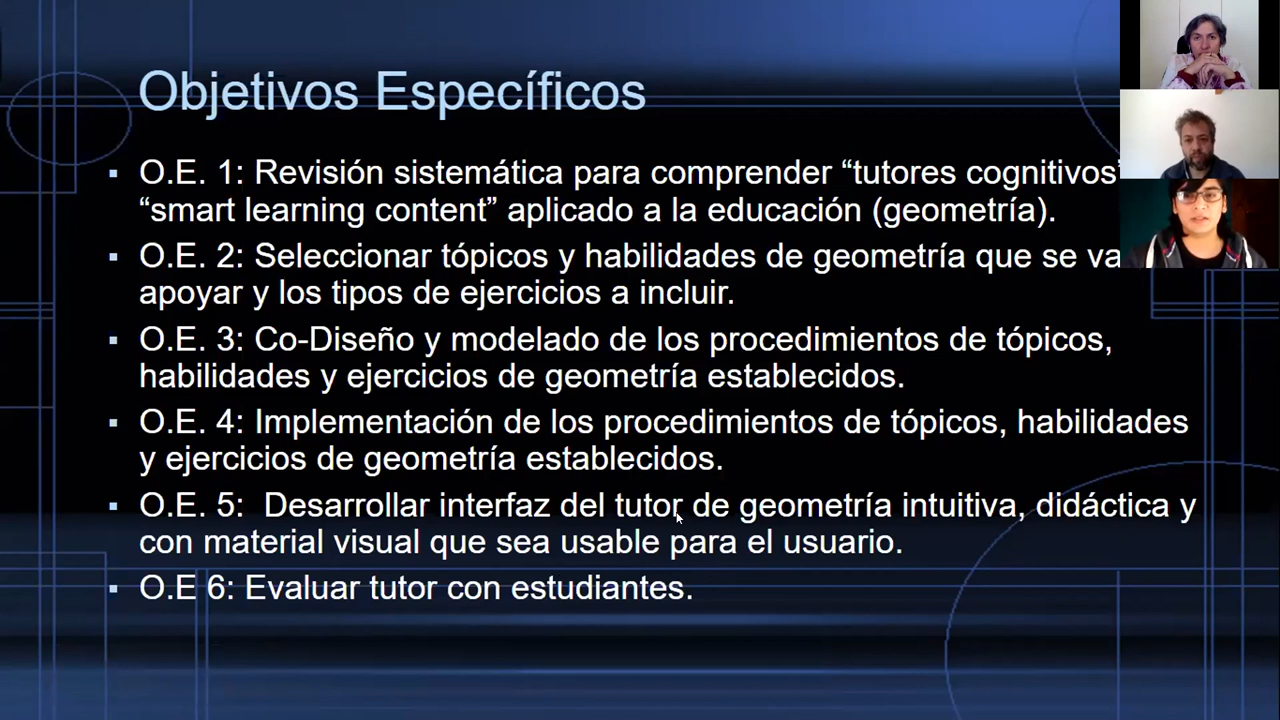 Objetivos Específicos
▪ O.E. 1: Revisión sistemática para comprender “tutores cognitivos”
“smart learning content” aplicado a la educación (geometría).
▪ O.E. 2: Seleccionar tópicos y habilidades de geometría que se va
apoyar y los tipos de ejercicios a incluir.
▪ O.E. 3: Co-Diseño y modelado de los procedimientos de tópicos,
habilidades y ejercicios de geometría establecidos.
▪ O.E. 4: Implementación de los procedimientos de tópicos, habilidades
y ejercicios de geometría establecidos.
▪ O.E. 5:  Desarrollar interfaz del tutor de geometría intuitiva, didáctica y
con material visual que sea usable para el usuario.
▪ O.E 6: Evaluar tutor con estudiantes.